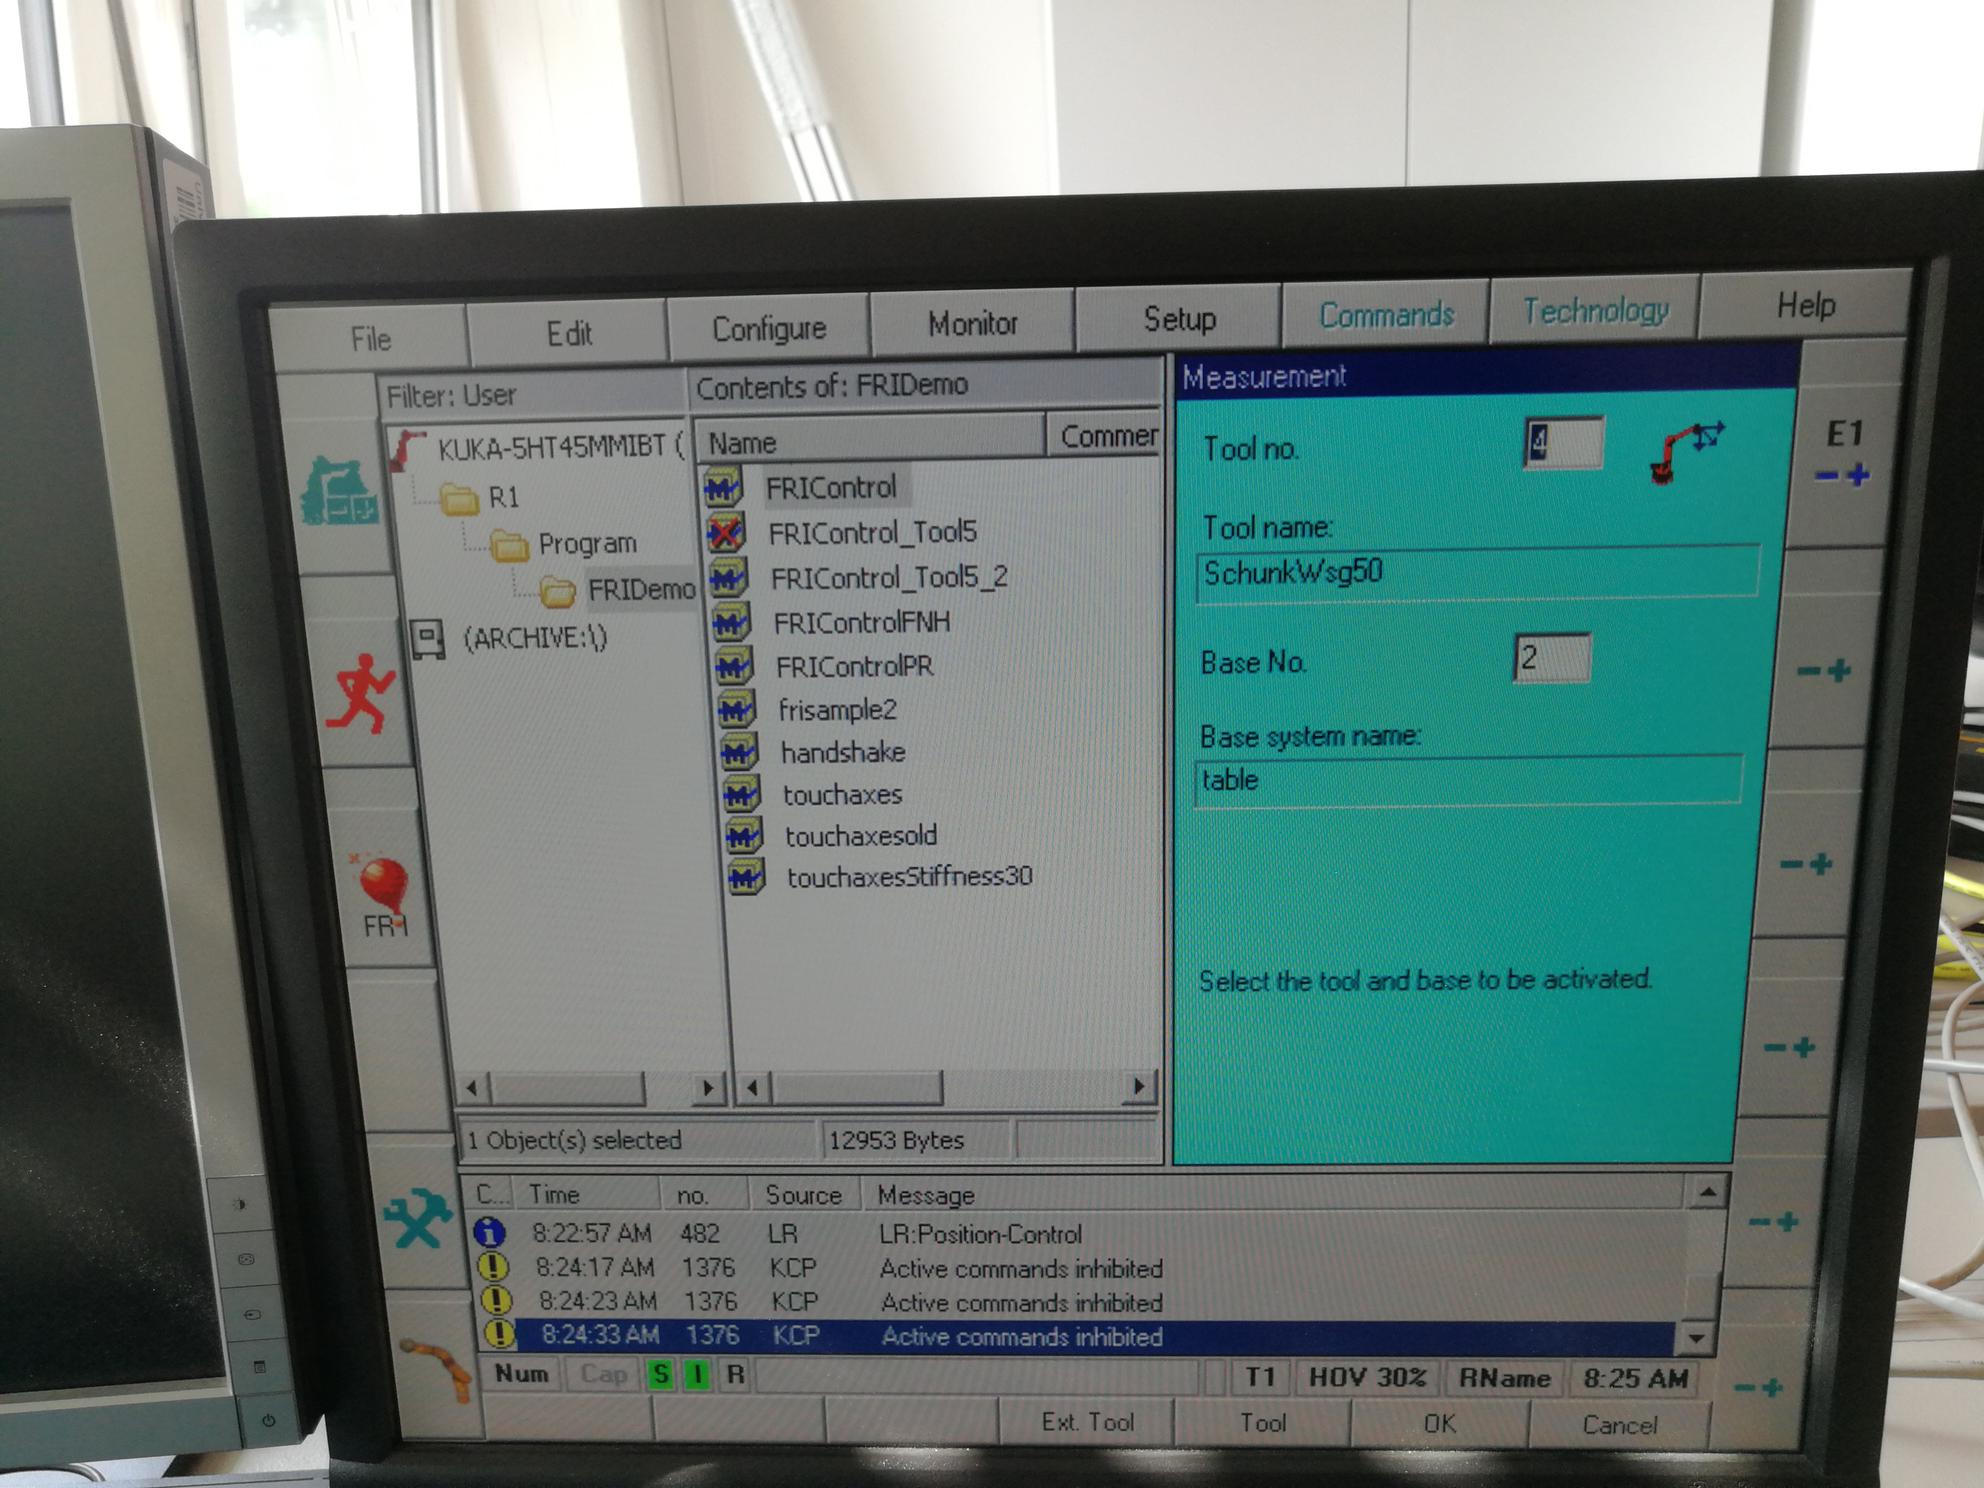 File Edit Configure Monitor Setup Commands Technology Help
Filter: User
KUKA-5HT45MMIBT (
R1
Program
FRIDemo
(ARCHIVE:\)
Contents of: FRIDemo
Name Commer
FRIControl
FRIControl_Tool5
FRIControl_Tool5_2
FRIControlFNH
FRIControlPR
frisample2
handshake
touchaxes
touchaxesold
touchaxesStiffness30
1 Object(s) selected 12953 Bytes
Measurement
Tool no. 4
Tool name:
SchunkWsg50
Base No. 2
Base system name:
table
Select the tool and base to be activated.
E1
- +
- +
- +
- +
- +
- +
FRI
C... Time no. Source Message
8:22:57 AM 482 LR LR:Position-Control
8:24:17 AM 1376 KCP Active commands inhibited
8:24:23 AM 1376 KCP Active commands inhibited
8:24:33 AM 1376 KCP Active commands inhibited
Num Cap S I R T1 HOV 30% RName 8:25 AM
Ext. Tool Tool OK Cancel